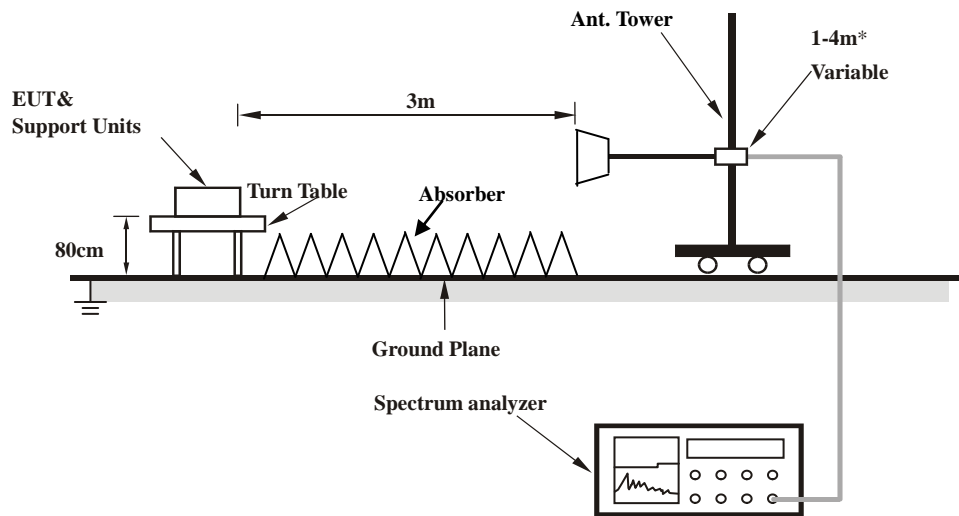 Ant. Tower
1-4m*
Variable
3m
EUT&
Support Units
Turn Table
Absorber
80cm
Ground Plane
Spectrum analyzer